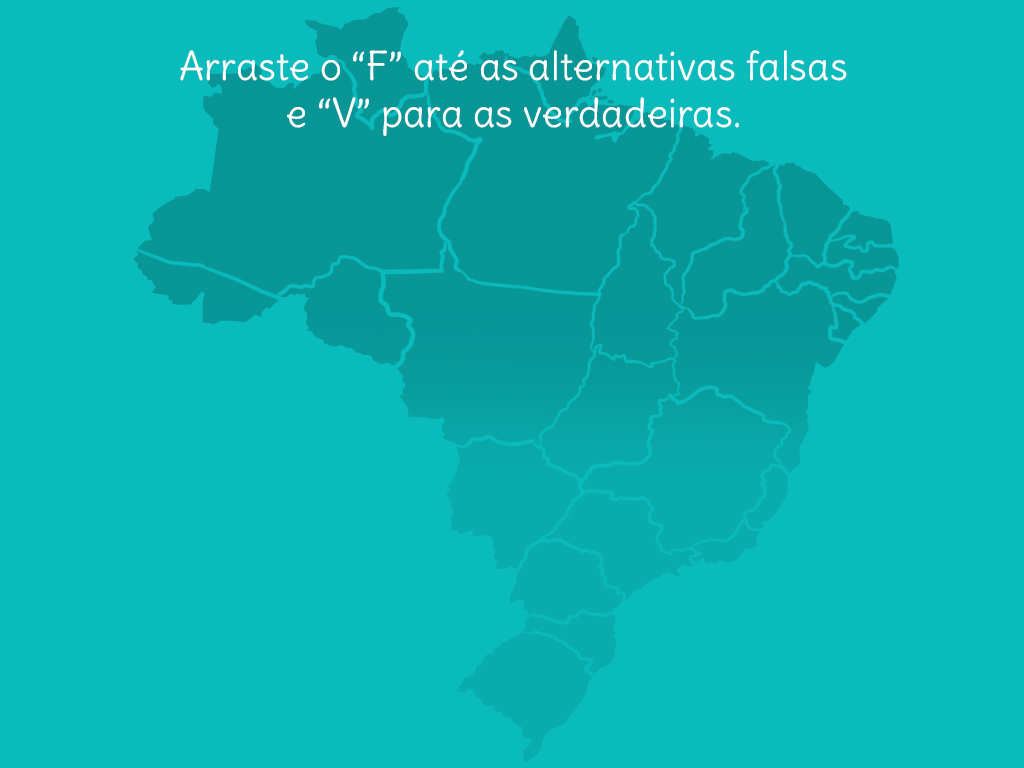 Arraste o “F” até as alternativas falsas
e “V” para as verdadeiras.